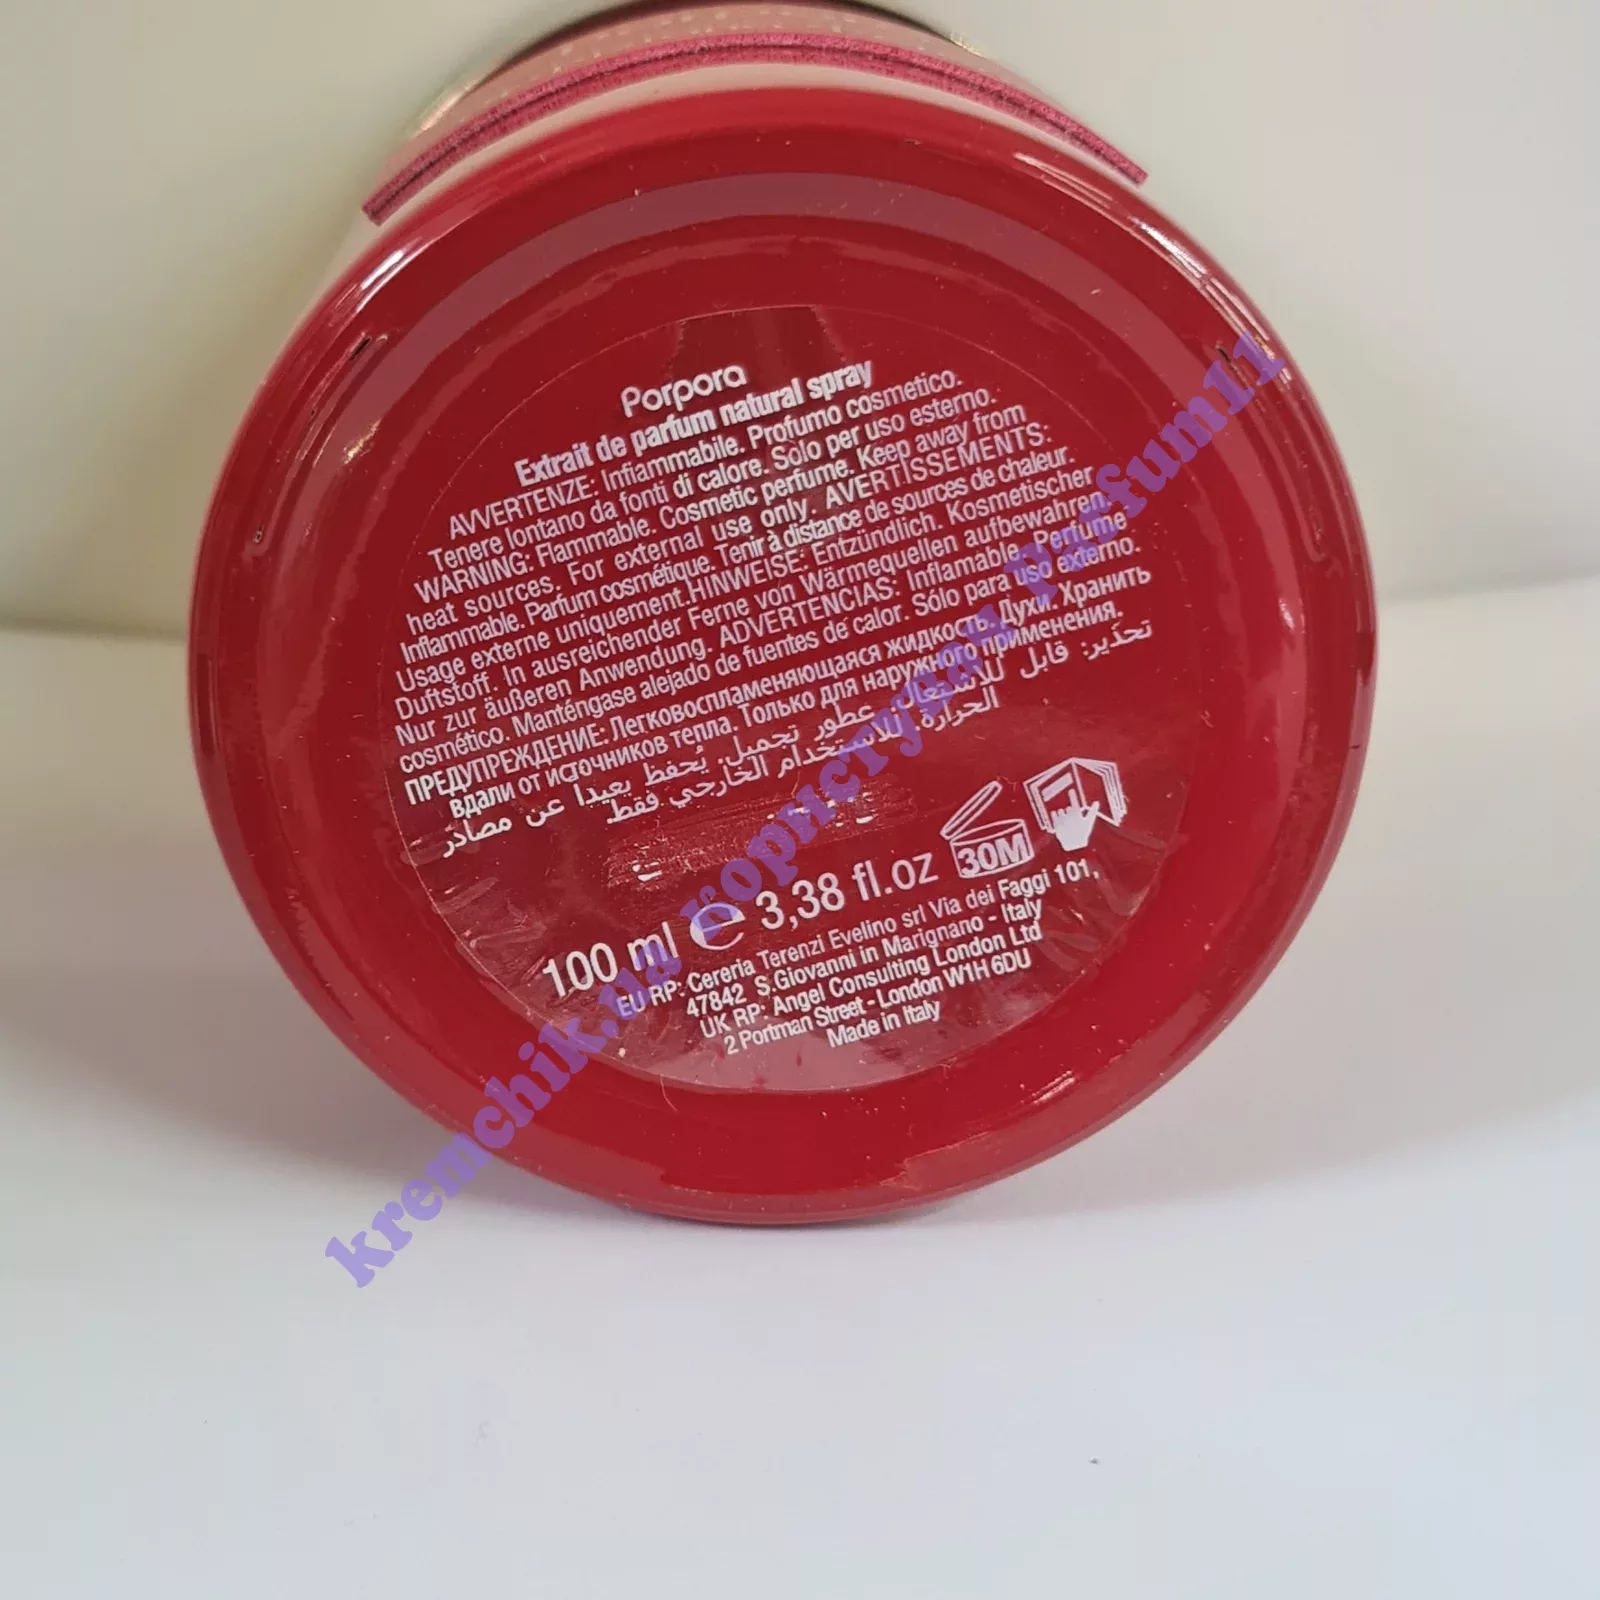 Porpora
Extrait de parfum natural spray
AVVERTENZE: Infiammabile. Profumo cosmetico.
Tenere lontano da fonti di calore. Solo per uso esterno.
WARNING: Flammable. Cosmetic perfume. Keep away from
heat sources. For external use only. AVERTISSEMENTS:
Inflammable. Parfum cosmétique. Tenir à distance de sources de chaleur.
Usage externe uniquement.HINWEISE: Entzündlich. Kosmetischer
Duftstoff. In ausreichender Ferne von Wärmequellen aufbewahren.
Nur zur äußeren Anwendung. ADVERTENCIAS: Inflamable. Perfume
cosmético. Manténgase alejado de fuentes de calor. Sólo para uso externo.
ПРЕДУПРЕЖДЕНИЕ: Легковоспламеняющаяся жидкость. Духи. Хранить
вдали от источников тепла. Только для наружного применения.
تحذير: قابل للاشتعال. عطور تجميل. يُحفظ بعيدا عن مصادر
الحرارة. للاستخدام الخارجي فقط
100 ml e 3,38 fl.oz 30M
EU RP: Cereria Terenzi Evelino srl Via dei Faggi 101,
47842 S.Giovanni in Marignano - Italy
UK RP: Angel Consulting London Ltd
2 Portman Street - London W1H 6DU
Made in Italy
kremchik.ua користувач Parfum11